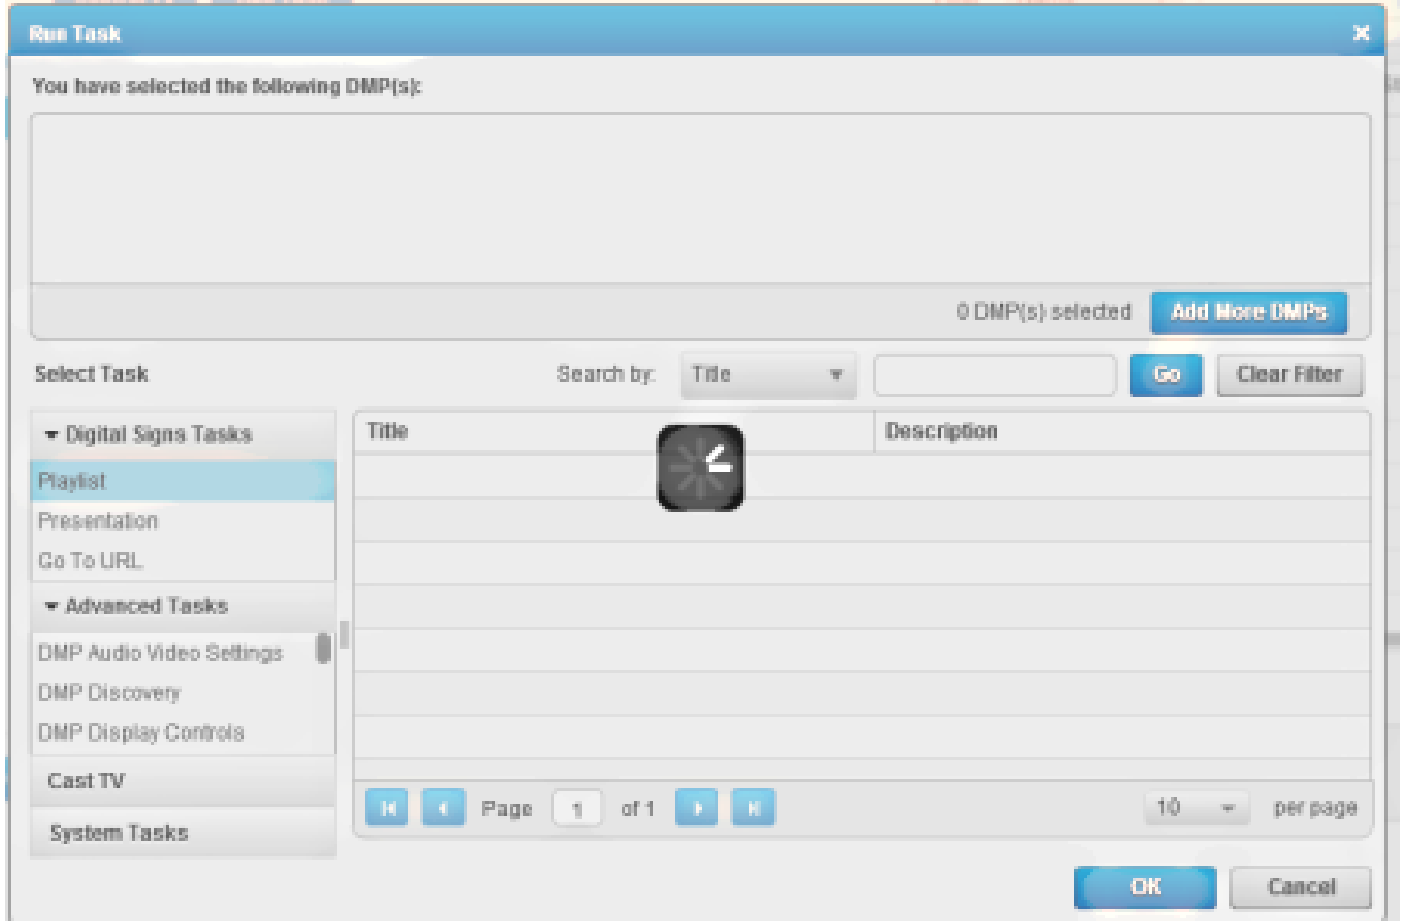 Run Task
You have selected the following DMP(s):
0 DMP(s) selected Add More DMPs
Select Task Search by: Title Go Clear Filter
Digital Signs Tasks
Title Description
Playlist
Presentation
Go To URL
Advanced Tasks
DMP Audio Video Settings
DMP Discovery
DMP Display Controls
Cast TV
Page 1 of 1 10 per page
System Tasks
OK Cancel